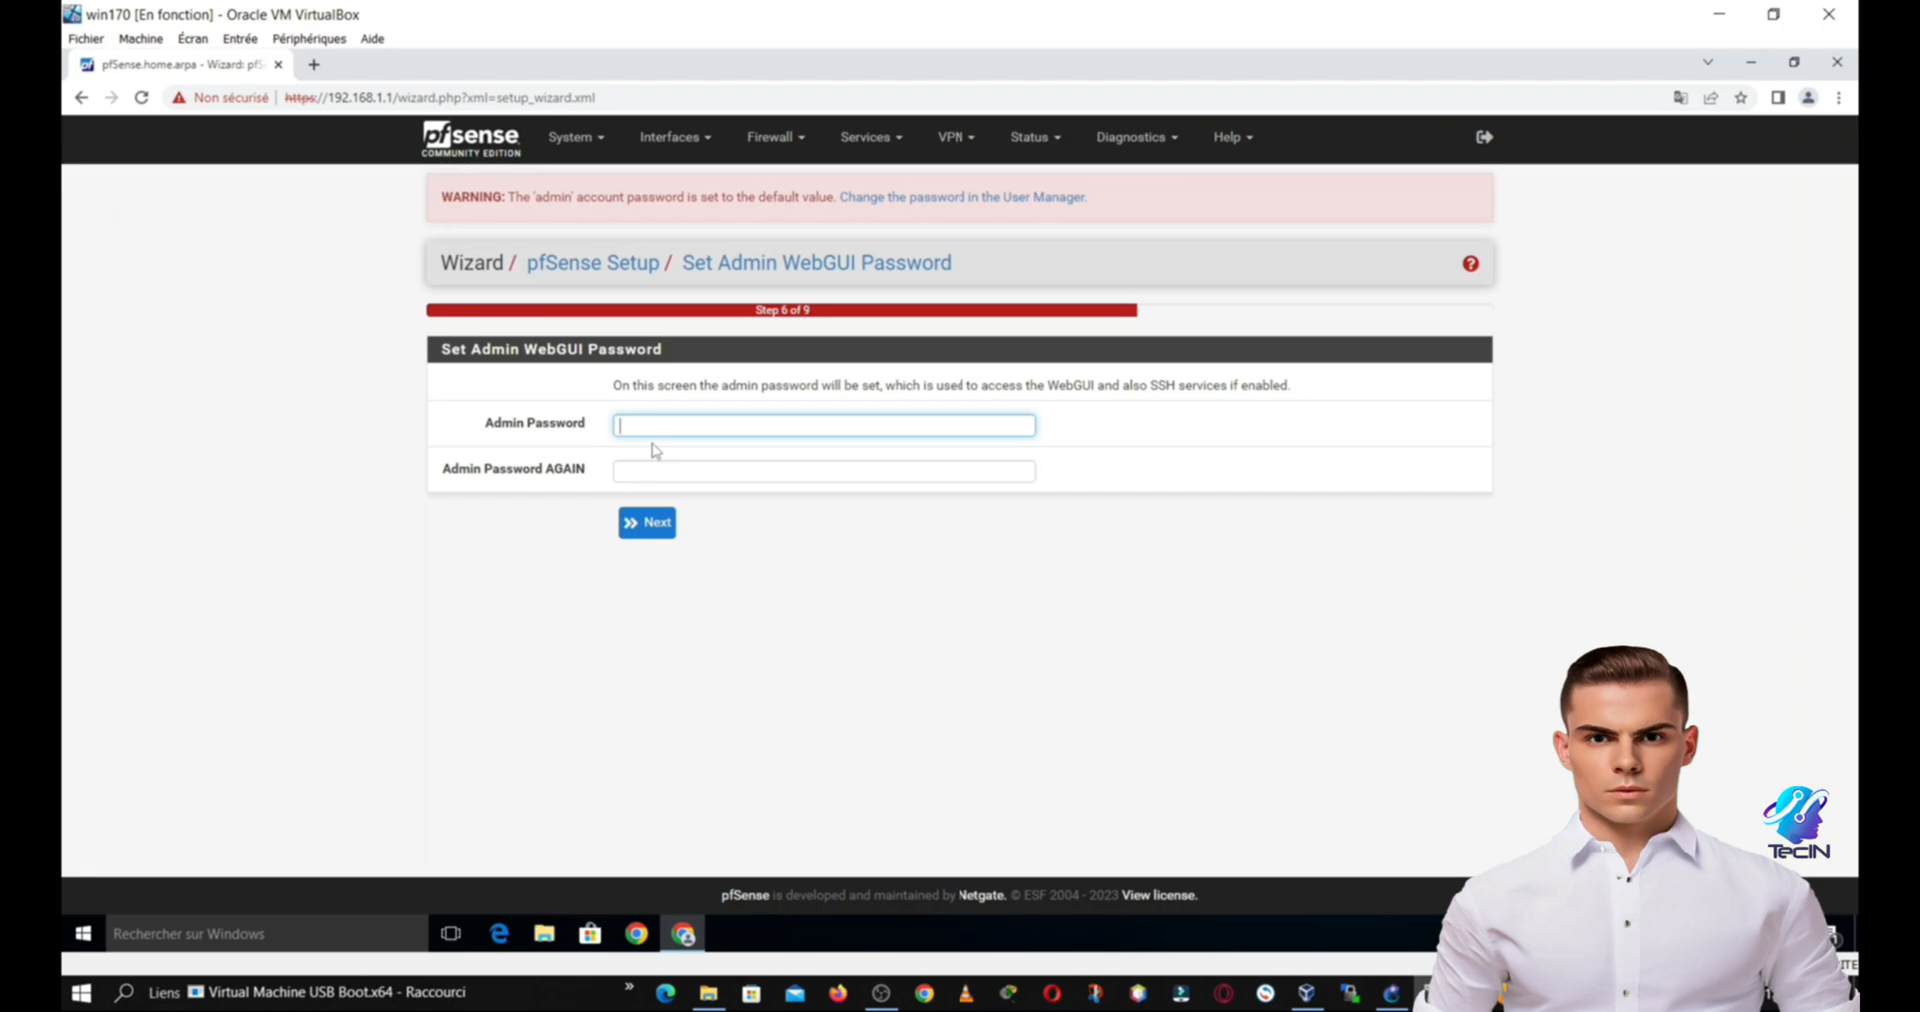 win170 [En fonction] - Oracle VM VirtualBox
Fichier Machine Écran Entrée Périphériques Aide
pfSense.home.arpa - Wizard: pfS
Non sécurisé https://192.168.1.1/wizard.php?xml=setup_wizard.xml
pfsense COMMUNITY EDITION
System Interfaces Firewall Services VPN Status Diagnostics Help
WARNING: The 'admin' account password is set to the default value. Change the password in the User Manager.
Wizard / pfSense Setup / Set Admin WebGUI Password
Step 6 of 9
Set Admin WebGUI Password
On this screen the admin password will be set, which is used to access the WebGUI and also SSH services if enabled.
Admin Password
Admin Password AGAIN
Next
TecIN
pfSense is developed and maintained by Netgate. © ESF 2004 - 2023 View license.
Rechercher sur Windows
Liens Virtual Machine USB Boot.x64 - Raccourci